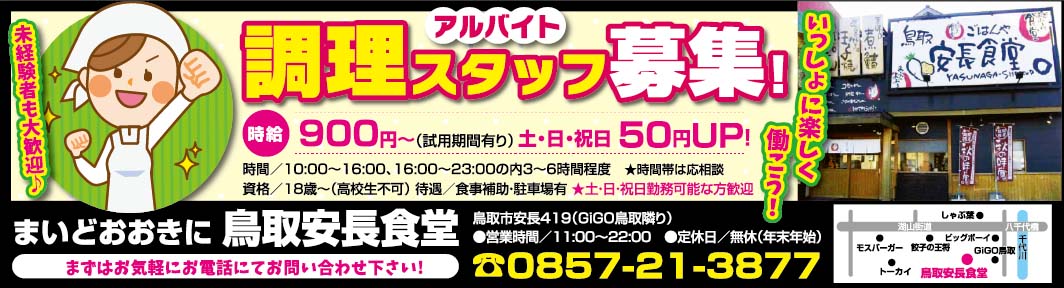 未経験者も大歓迎♪
アルバイト
調理スタッフ募集!
時給 900円〜(試用期間有り)土・日・祝日 50円UP!
時間/10:00〜16:00、16:00〜23:00の内3〜6時間程度 ★時間帯は応相談
資格/18歳〜(高校生不可) 待遇/食事補助・駐車場有 ★土・日・祝日勤務可能な方歓迎
いっしょに楽しく
働こう!
鳥取
ごはんや
安長食堂
YASUNAGA-SHOKUDO
まいどおおきに 鳥取安長食堂
まずはお気軽にお電話にてお問い合わせ下さい!
鳥取市安長419(GiGO鳥取隣り)
●営業時間/11:00〜22:00 ●定休日/無休(年末年始)
☎0857-21-3877
しゃぶ葉
湖山街道
八千代橋
モスバーガー
餃子の王将
ビッグボーイ
GiGO鳥取
千代川
トーカイ
鳥取安長食堂